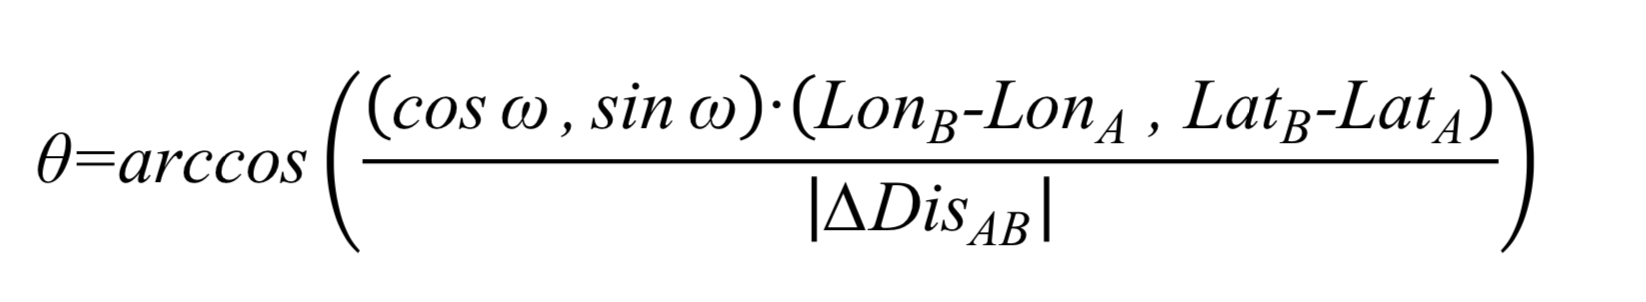 θ=arccos( (cos ω , sin ω)·(Lon_B-Lon_A , Lat_B-Lat_A) / |ΔDis_AB| )